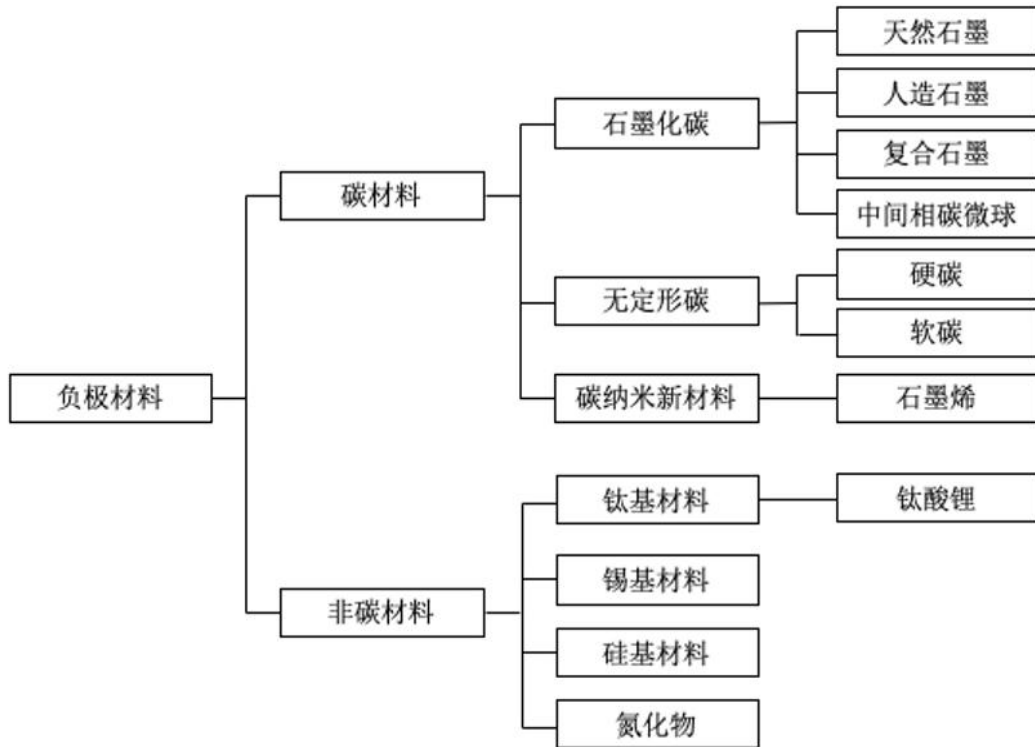 负极材料
碳材料
石墨化碳
天然石墨
人造石墨
复合石墨
中间相碳微球
无定形碳
硬碳
软碳
碳纳米新材料
石墨烯
非碳材料
钛基材料
钛酸锂
锡基材料
硅基材料
氮化物